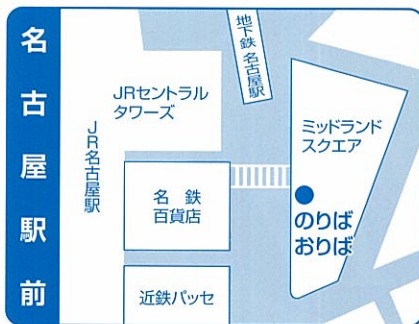 名古屋駅前
地下鉄 名古屋駅
JRセントラル
タワーズ
JR名古屋駅
ミッドランド
スクエア
名鉄
百貨店
のりば
おりば
近鉄パッセ